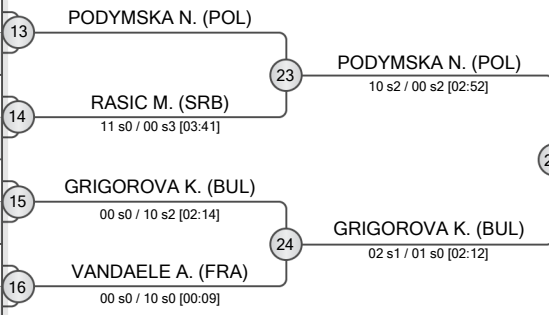 PODYMSKA N. (POL)
13
23
PODYMSKA N. (POL)
10 s2 / 00 s2 [02:52]
RASIC M. (SRB)
14
11 s0 / 00 s3 [03:41]
GRIGOROVA K. (BUL)
15
00 s0 / 10 s2 [02:14]
24
GRIGOROVA K. (BUL)
02 s1 / 01 s0 [02:12]
VANDAELE A. (FRA)
16
00 s0 / 10 s0 [00:09]